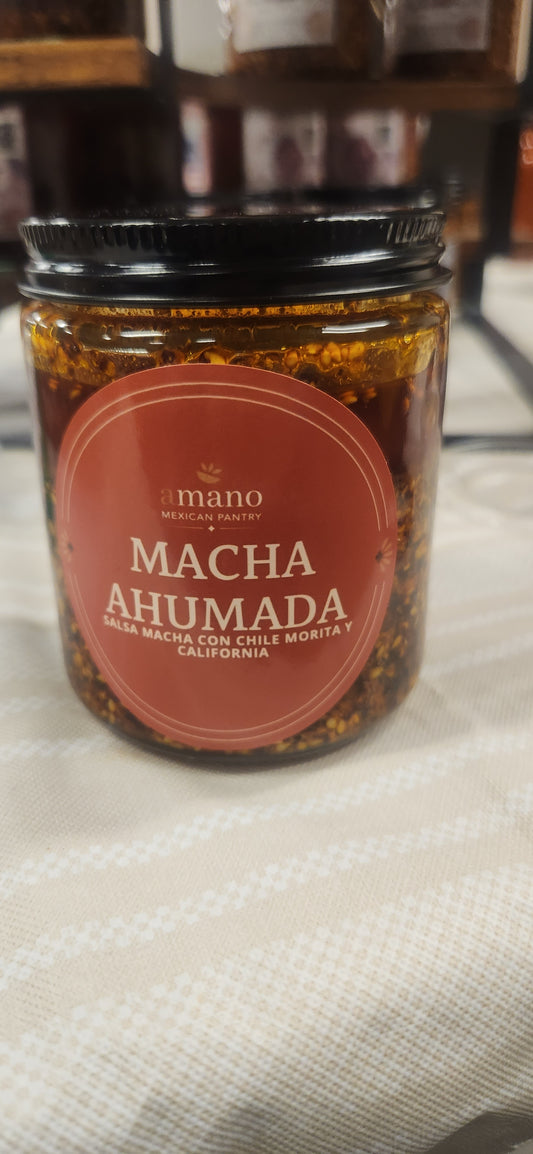 amano
MEXICAN PANTRY
MACHA
AHUMADA
SALSA MACHA CON CHILE MORITA Y
CALIFORNIA